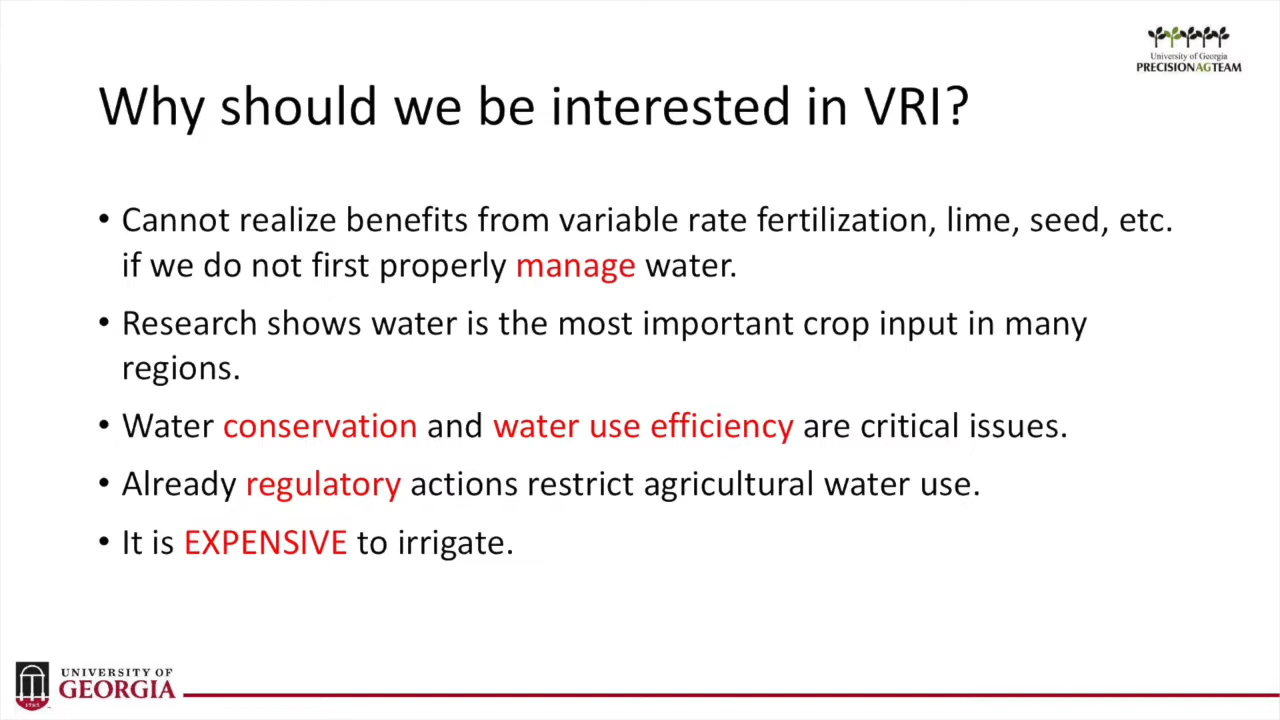 University of Georgia
PRECISIONAGTEAM
Why should we be interested in VRI?
• Cannot realize benefits from variable rate fertilization, lime, seed, etc.
if we do not first properly manage water.
• Research shows water is the most important crop input in many
regions.
• Water conservation and water use efficiency are critical issues.
• Already regulatory actions restrict agricultural water use.
• It is EXPENSIVE to irrigate.
1785
UNIVERSITY OF
GEORGIA